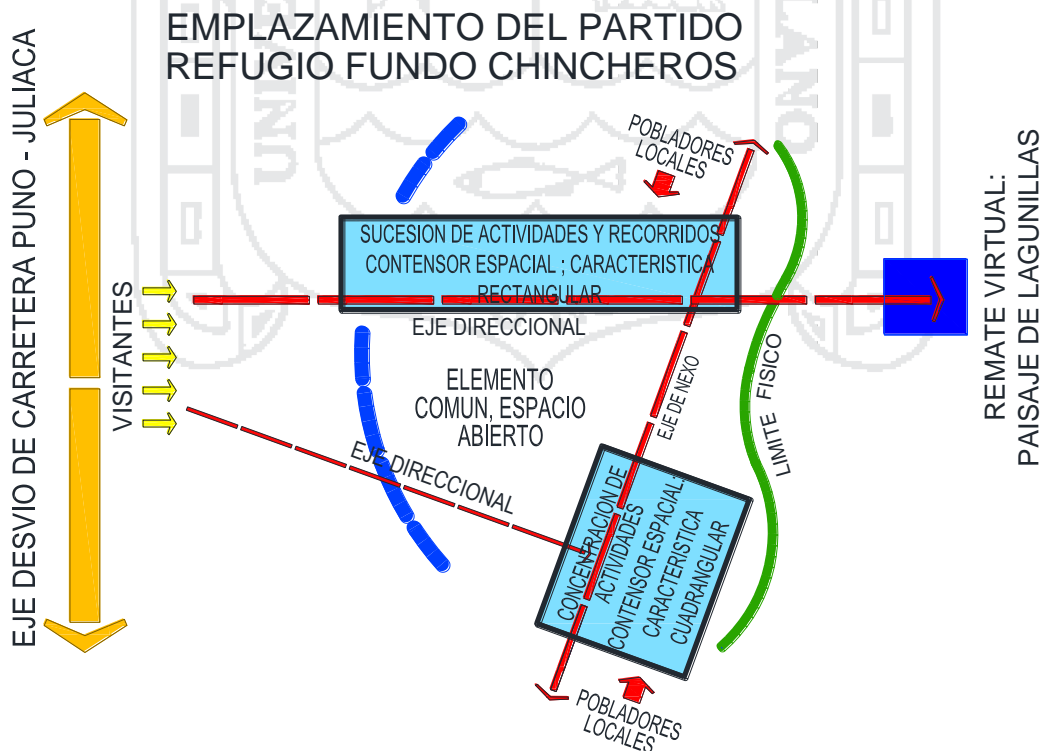 EMPLAZAMIENTO DEL PARTIDO
REFUGIO FUNDO CHINCHEROS
EJE DESVIO DE CARRETERA PUNO - JULIACA
VISITANTES
POBLADORES
LOCALES
SUCESION DE ACTIVIDADES Y RECORRIDOS
CONTENSOR ESPACIAL ; CARACTERISTICA
RECTANGULAR
EJE DIRECCIONAL
ELEMENTO
COMUN, ESPACIO
ABIERTO
EJE DIRECCIONAL
EJE DE NEXO
LIMITE FISICO
CONCENTRACION DE
ACTIVIDADES
CONTENSOR ESPACIAL:
CARACTERISTICA
CUADRANGULAR
POBLADORES
LOCALES
REMATE VIRTUAL:
PAISAJE DE LAGUNILLAS
UNU
LANO